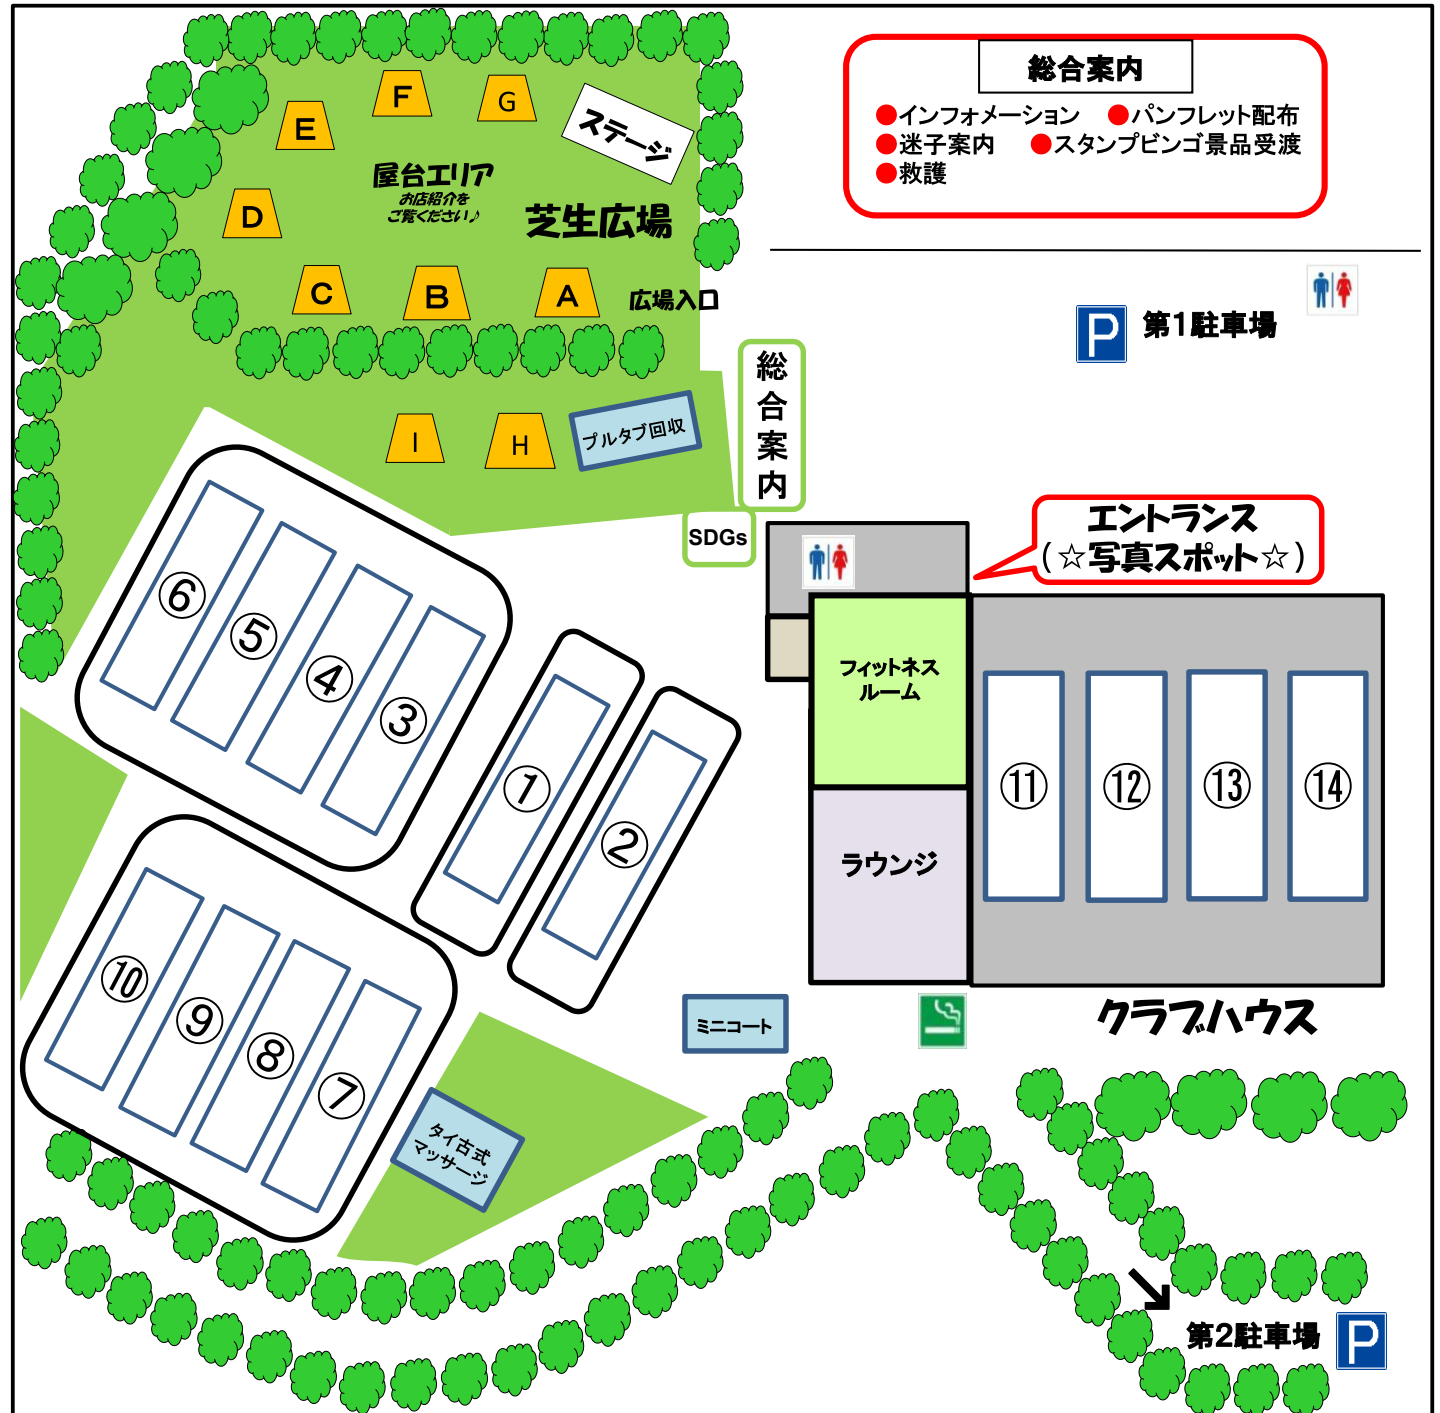 総合案内
●インフォメーション ●パンフレット配布
●迷子案内 ●スタンプビンゴ景品受渡
●救護
F
G
E
ステージ
屋台エリア
お店紹介を
ご覧ください♪
D
芝生広場
C
B
A
広場入口
P
第1駐車場
総合案内
I
H
プルタブ回収
SDGs
エントランス
(☆写真スポット☆)
⑥
⑤
④
③
①
②
フィットネス
ルーム
ラウンジ
⑪
⑫
⑬
⑭
⑩
⑨
⑧
⑦
ミニコート
クラブハウス
タイ古式
マッサージ
第2駐車場
P